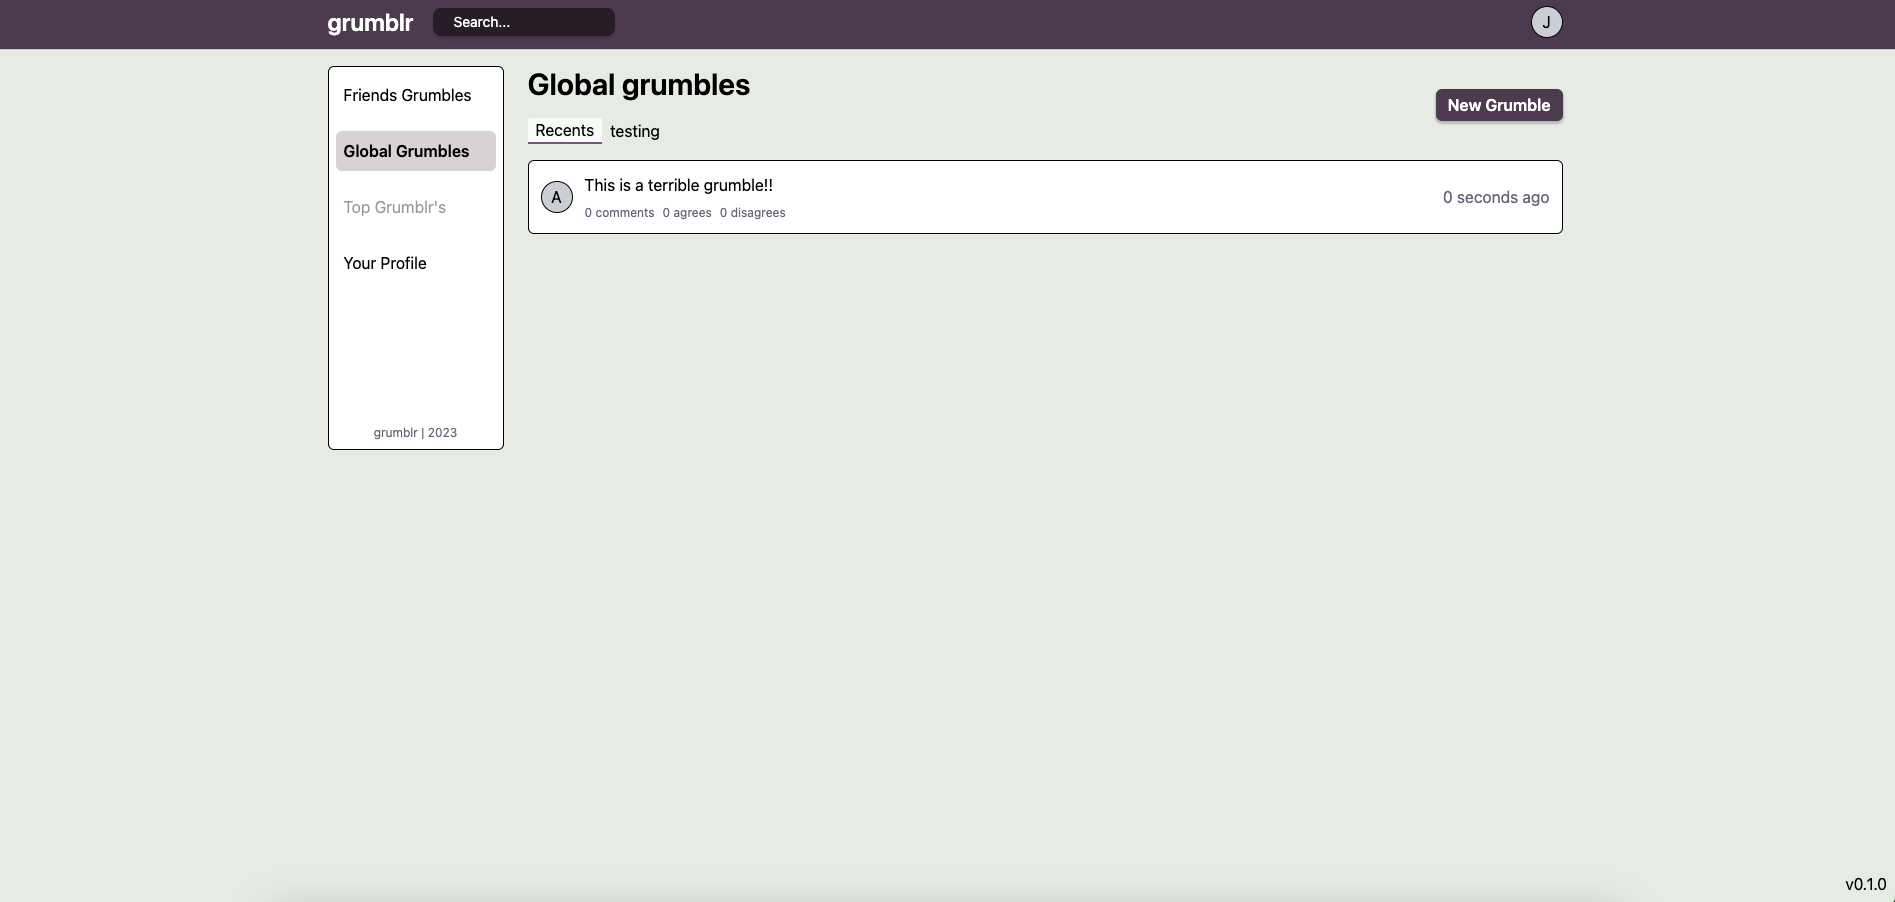 grumblr
Search...
J
Friends Grumbles
Global Grumbles
Top Grumblr's
Your Profile
grumblr | 2023
Global grumbles
New Grumble
Recents testing
A
This is a terrible grumble!!
0 comments 0 agrees 0 disagrees
0 seconds ago
v0.1.0